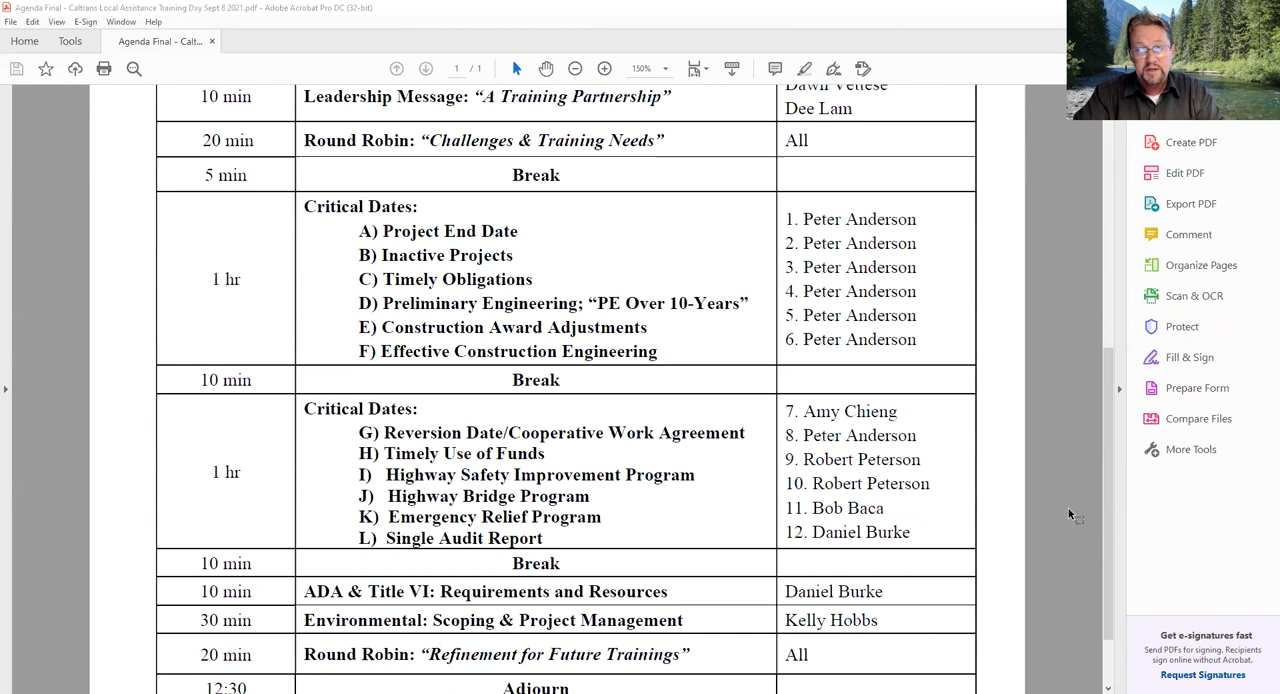 Agenda Final - Caltrans Local Assistance Training Day Sept 8 2021.pdf - Adobe Acrobat Pro DC (32-bit)
File Edit View E-Sign Window Help
Home Tools Agenda Final - Calt... ×
1 / 1 150%
10 min Leadership Message: “A Training Partnership” Dawn Vettese
Dee Lam
20 min Round Robin: “Challenges & Training Needs” All
5 min Break
1 hr
Critical Dates:
A) Project End Date
B) Inactive Projects
C) Timely Obligations
D) Preliminary Engineering; “PE Over 10-Years”
E) Construction Award Adjustments
F) Effective Construction Engineering
1. Peter Anderson
2. Peter Anderson
3. Peter Anderson
4. Peter Anderson
5. Peter Anderson
6. Peter Anderson
10 min Break
1 hr
Critical Dates:
G) Reversion Date/Cooperative Work Agreement
H) Timely Use of Funds
I) Highway Safety Improvement Program
J) Highway Bridge Program
K) Emergency Relief Program
L) Single Audit Report
7. Amy Chieng
8. Peter Anderson
9. Robert Peterson
10. Robert Peterson
11. Bob Baca
12. Daniel Burke
10 min Break
10 min ADA & Title VI: Requirements and Resources Daniel Burke
30 min Environmental: Scoping & Project Management Kelly Hobbs
20 min Round Robin: “Refinement for Future Trainings” All
12:30 Adjourn
Create PDF
Edit PDF
Export PDF
Comment
Organize Pages
Scan & OCR
Protect
Fill & Sign
Prepare Form
Compare Files
More Tools
Get e-signatures fast
Send PDFs for signing. Recipients
sign online without Acrobat.
Request Signatures